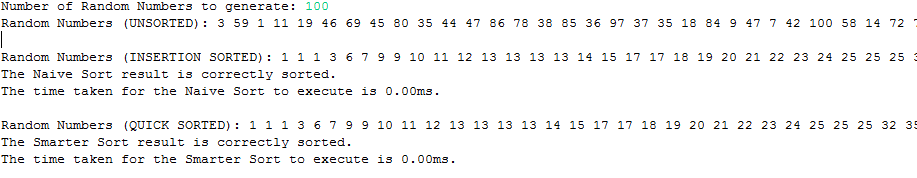 Number of Random Numbers to generate: 100
Random Numbers (UNSORTED): 3 59 1 11 19 46 69 45 80 35 44 47 86 78 38 85 36 97 37 35 18 84 9 47 7 42 100 58 14 72
Random Numbers (INSERTION SORTED): 1 1 1 3 6 7 9 9 10 11 12 13 13 13 13 14 15 17 17 18 19 20 21 22 23 24 25 25 25
The Naive Sort result is correctly sorted.
The time taken for the Naive Sort to execute is 0.00ms.
Random Numbers (QUICK SORTED): 1 1 1 3 6 7 9 9 10 11 12 13 13 13 13 14 15 17 17 18 19 20 21 22 23 24 25 25 25 32 35
The Smarter Sort result is correctly sorted.
The time taken for the Smarter Sort to execute is 0.00ms.